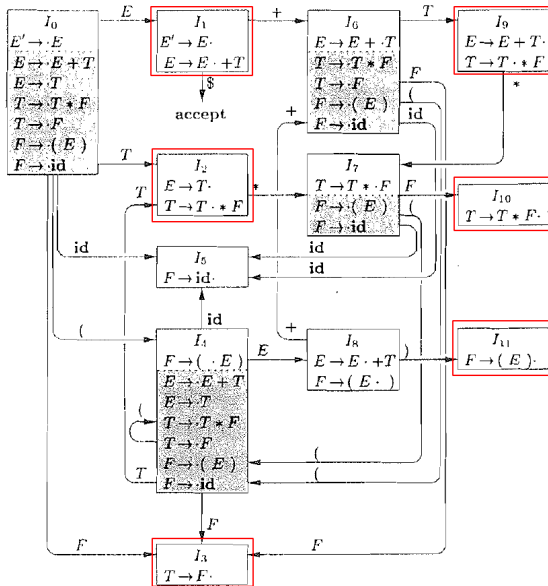 I₀
E′ → · E
E → · E + T
E → · T
T → · T * F
T → · F
F → · ( E )
F → · id
E
I₁
E′ → E ·
E → E · + T
$
accept
+
I₆
E → E + · T
T → · T * F
T → · F
F → · ( E )
F → · id
T
I₉
E → E + T ·
T → T · * F
*
F
(
id
+
T
I₂
E → T ·
T → T · * F
T
*
I₇
T → T * · F
F → · ( E )
F → · id
F
(
I₁₀
T → T * F ·
id
I₅
F → id ·
id
id
id
(
I₄
F → ( · E )
E → · E + T
E → · T
T → · T * F
T → · F
F → · ( E )
F → · id
(
T
E
+
I₈
E → E · + T
F → ( E · )
)
I₁₁
F → ( E ) ·
(
(
F
F
I₃
T → F ·
F